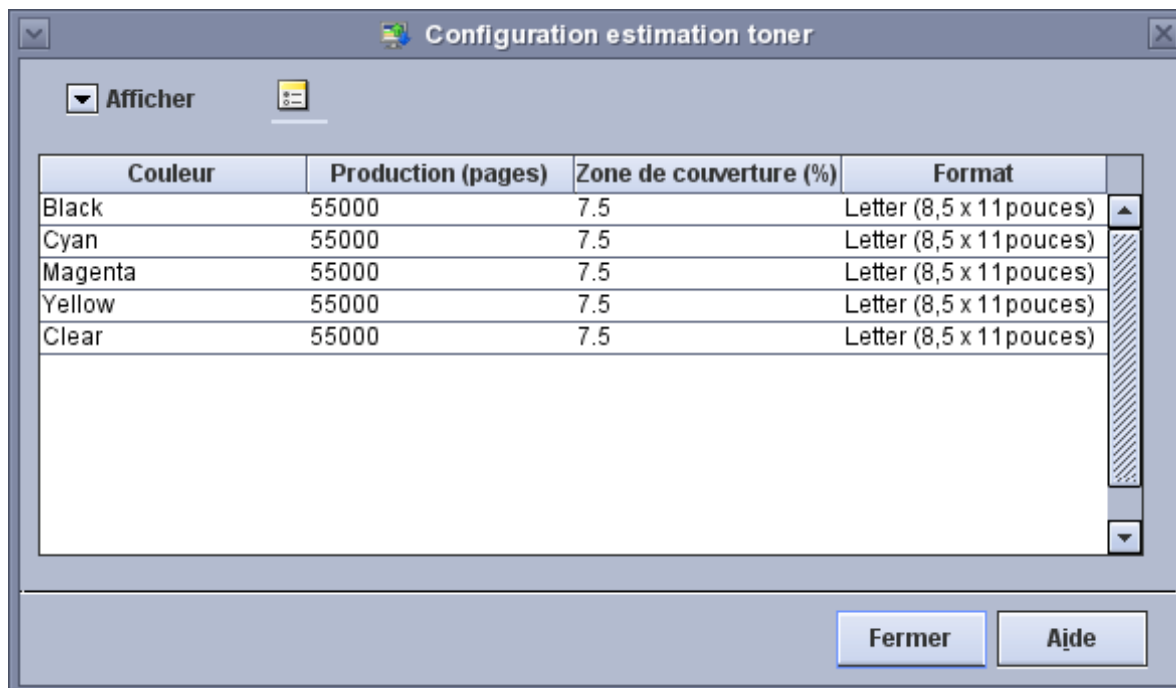 Configuration estimation toner
Afficher
Couleur Production (pages) Zone de couverture (%) Format
Black 55000 7.5 Letter (8,5 x 11pouces)
Cyan 55000 7.5 Letter (8,5 x 11pouces)
Magenta 55000 7.5 Letter (8,5 x 11pouces)
Yellow 55000 7.5 Letter (8,5 x 11pouces)
Clear 55000 7.5 Letter (8,5 x 11pouces)
Fermer Aide